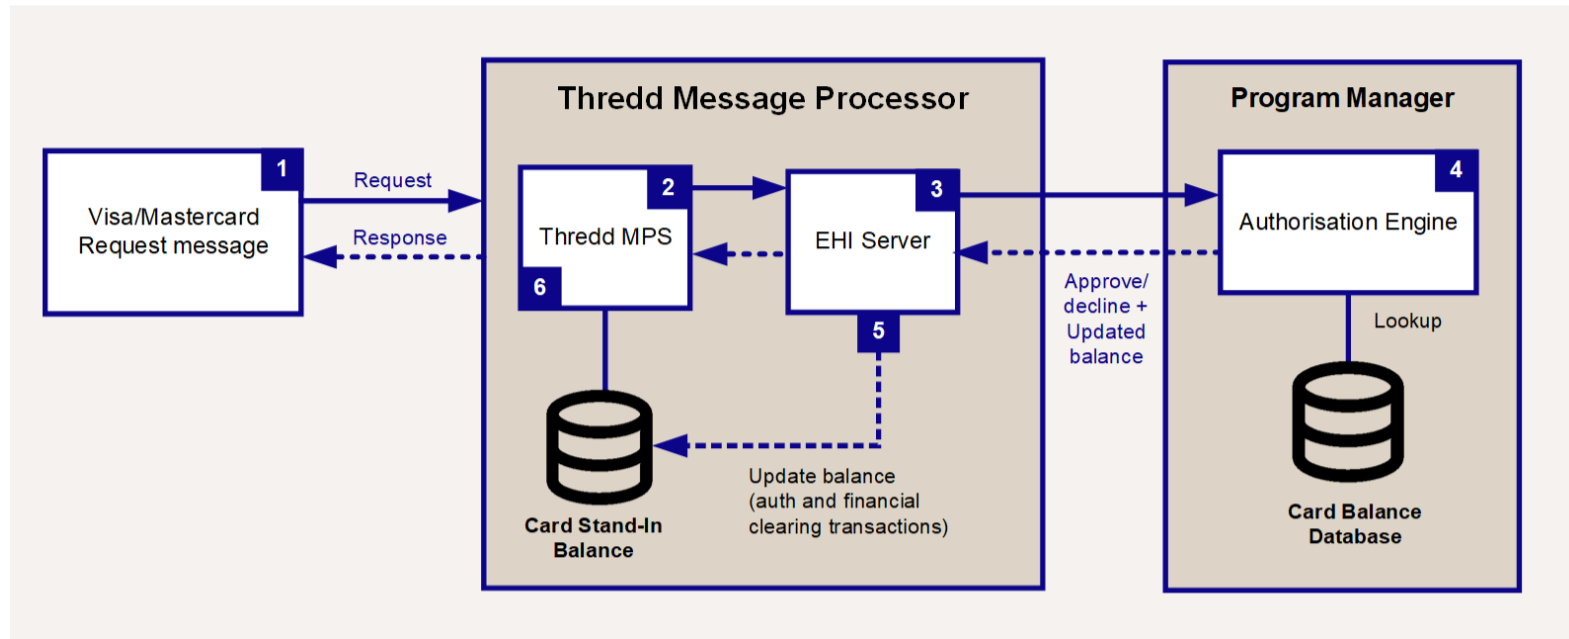 Thredd Message Processor
Program Manager
1
Visa/Mastercard
Request message
Request
Response
2
Thredd MPS
6
3
EHI Server
5
4
Authorisation Engine
Approve/
decline +
Updated
balance
Lookup
Update balance
(auth and financial
clearing transactions)
Card Stand-In
Balance
Card Balance
Database